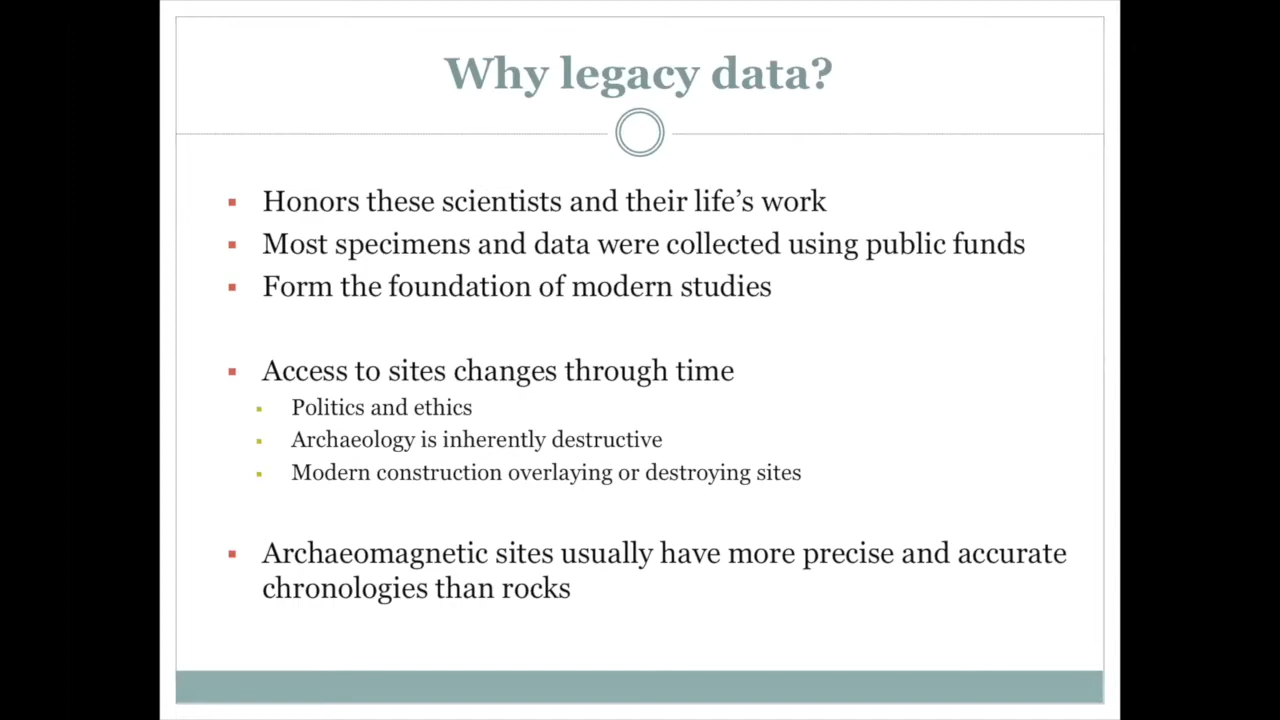 Why legacy data?
Honors these scientists and their life's work
Most specimens and data were collected using public funds
Form the foundation of modern studies
Access to sites changes through time
Politics and ethics
Archaeology is inherently destructive
Modern construction overlaying or destroying sites
Archaeomagnetic sites usually have more precise and accurate
chronologies than rocks